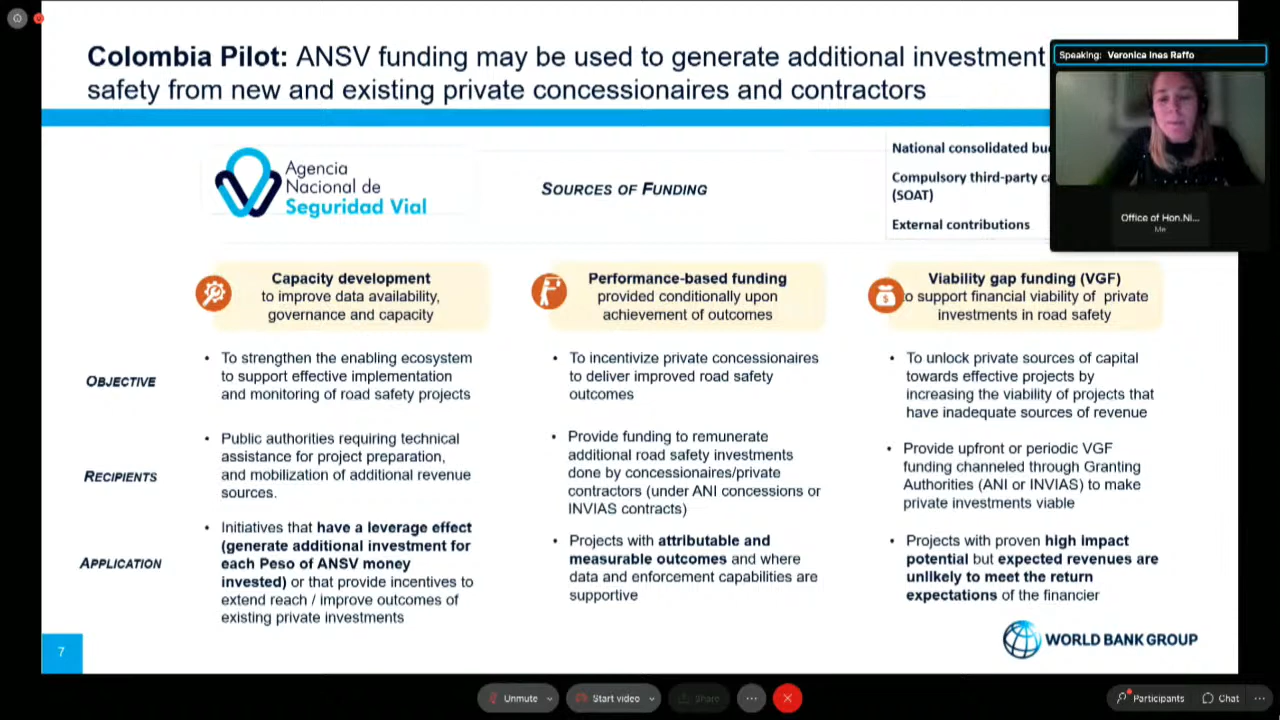 Colombia Pilot: ANSV funding may be used to generate additional investment
safety from new and existing private concessionaires and contractors
Speaking: Veronica Ines Raffo
Office of Hon.Ni...
Me
Agencia
Nacional de
Seguridad Vial
SOURCES OF FUNDING
National consolidated
Compulsory third-party
(SOAT)
External contributions
Capacity development
to improve data availability,
governance and capacity
Performance-based funding
provided conditionally upon
achievement of outcomes
Viability gap funding (VGF)
to support financial viability of private
investments in road safety
OBJECTIVE
• To strengthen the enabling ecosystem
to support effective implementation
and monitoring of road safety projects
• To incentivize private concessionaires
to deliver improved road safety
outcomes
• To unlock private sources of capital
towards effective projects by
increasing the viability of projects that
have inadequate sources of revenue
RECIPIENTS
• Public authorities requiring technical
assistance for project preparation,
and mobilization of additional revenue
sources.
• Provide funding to remunerate
additional road safety investments
done by concessionaires/private
contractors (under ANI concessions or
INVIAS contracts)
• Provide upfront or periodic VGF
funding channeled through Granting
Authorities (ANI or INVIAS) to make
private investments viable
APPLICATION
• Initiatives that have a leverage effect
(generate additional investment for
each Peso of ANSV money
invested) or that provide incentives to
extend reach / improve outcomes of
existing private investments
• Projects with attributable and
measurable outcomes and where
data and enforcement capabilities are
supportive
• Projects with proven high impact
potential but expected revenues are
unlikely to meet the return
expectations of the financier
7
WORLD BANK GROUP
Unmute
Start video
Share
Participants
Chat